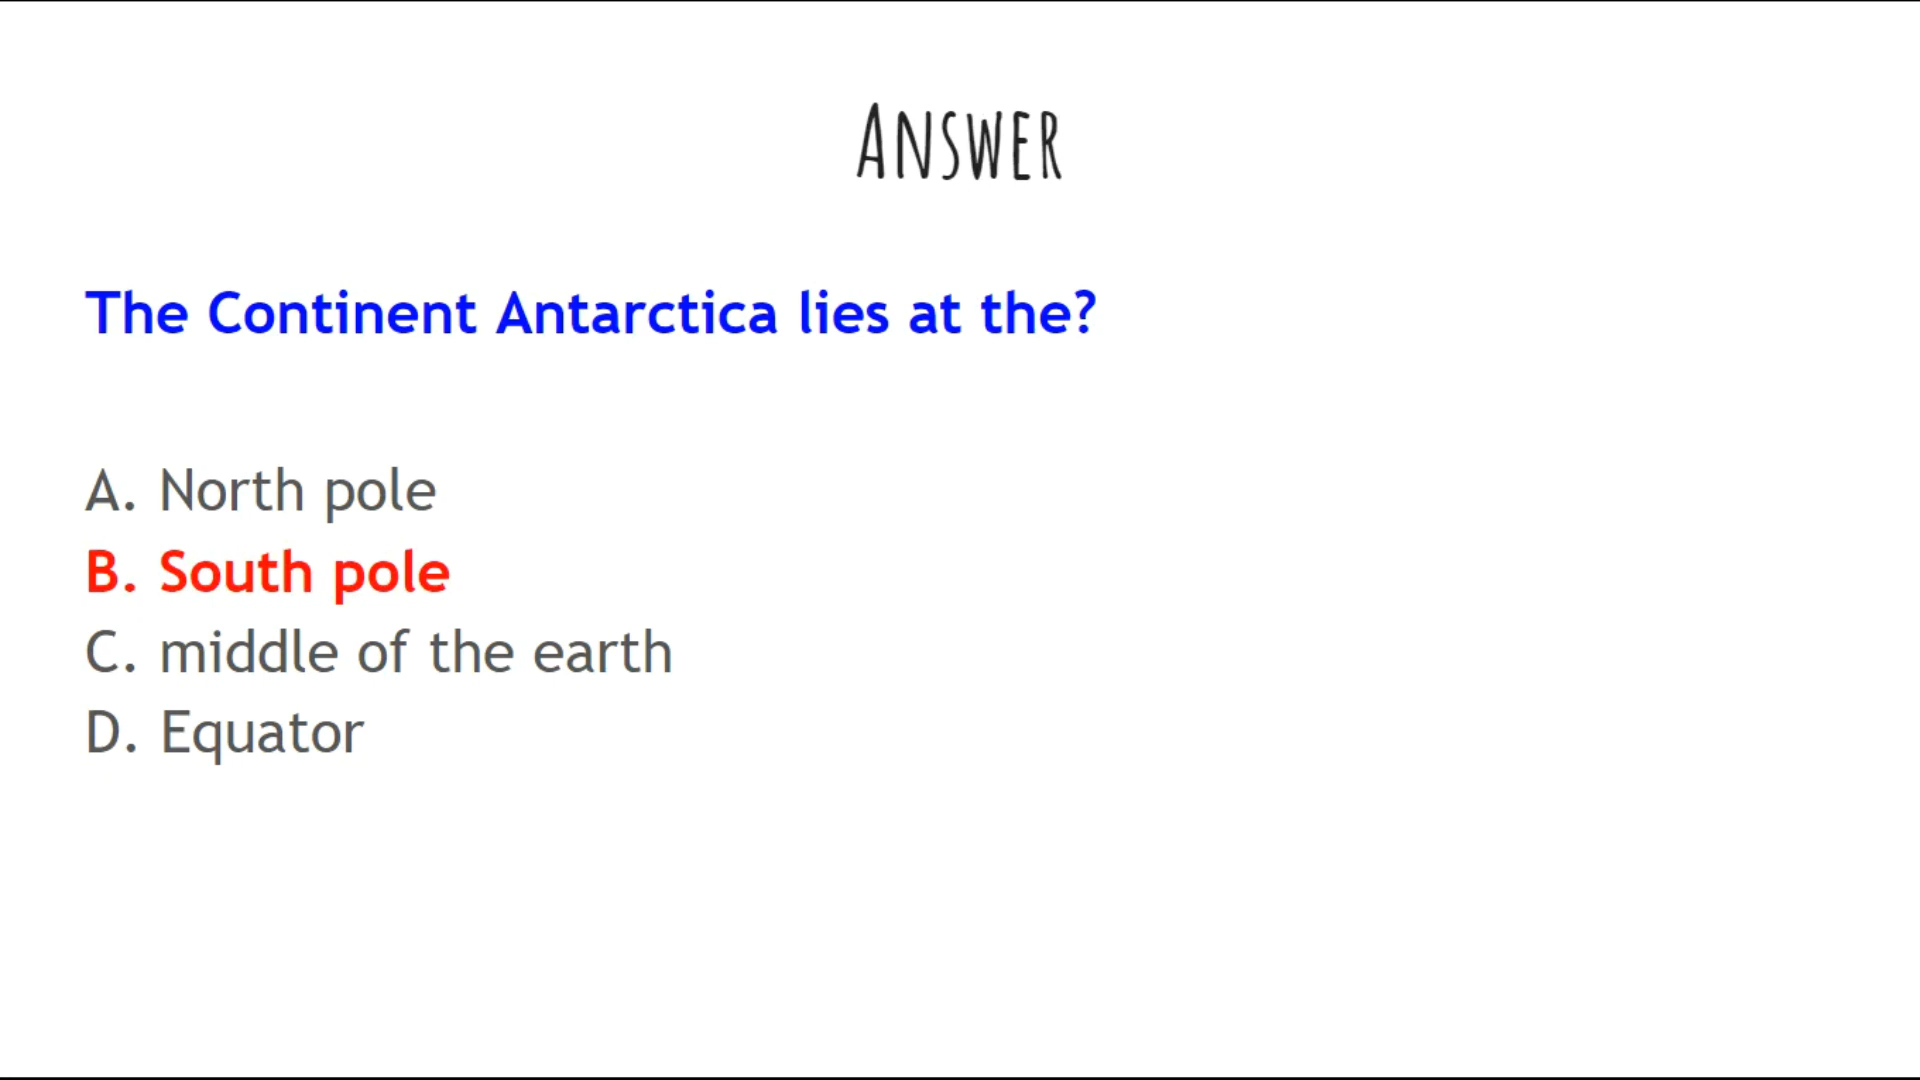 Answer
The Continent Antarctica lies at the?
A. North pole
B. South pole
C. middle of the earth
D. Equator